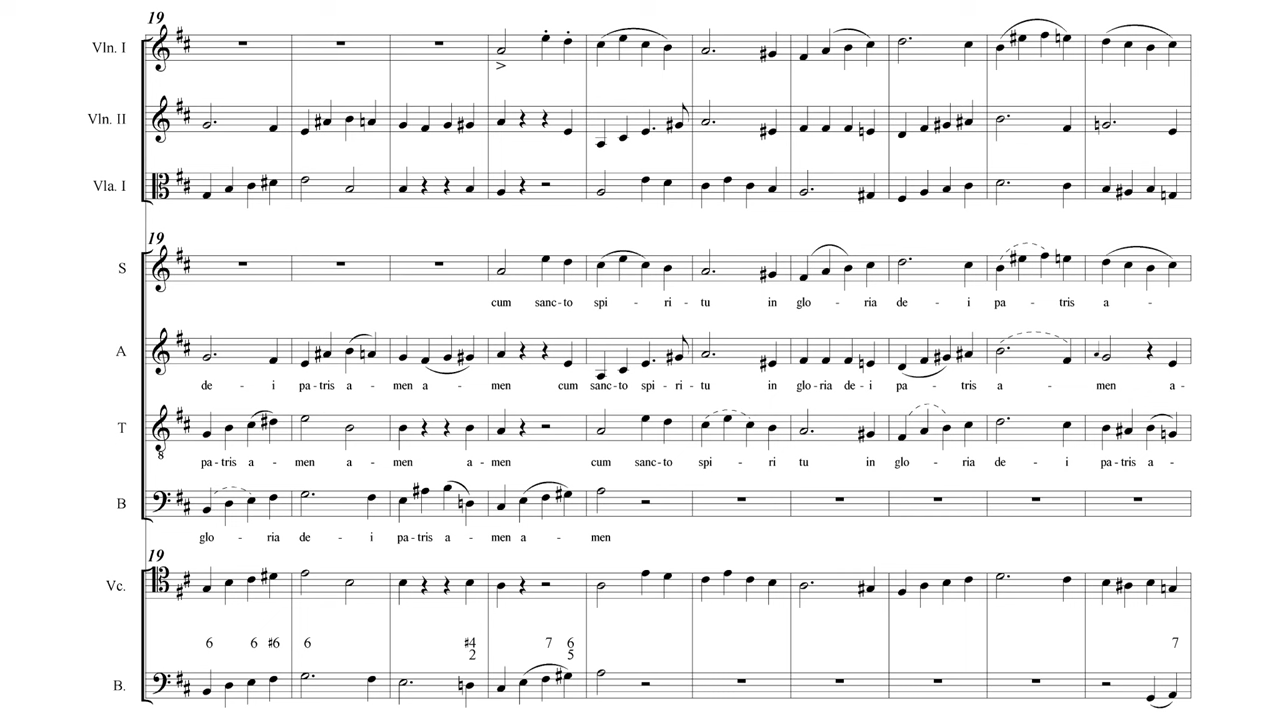 19
Vln. I
Vln. II
Vla. I
19
S
cum sanc-to spi - ri - tu in glo - ria de - i pa - tris a -
A
de - i pa-tris a - men a - men cum sanc-to spi-ri - tu in glo-ria de-i pa - tris a - men a-
T
pa-tris a - men a - men a-men cum sanc-to spi - ri tu in glo - ria de - i pa-tris a-
B
glo - ria de - i pa-tris a - men a - men
19
Vc.
6 6 ♯6 6 ♯4 7 6 7
2 5
B.